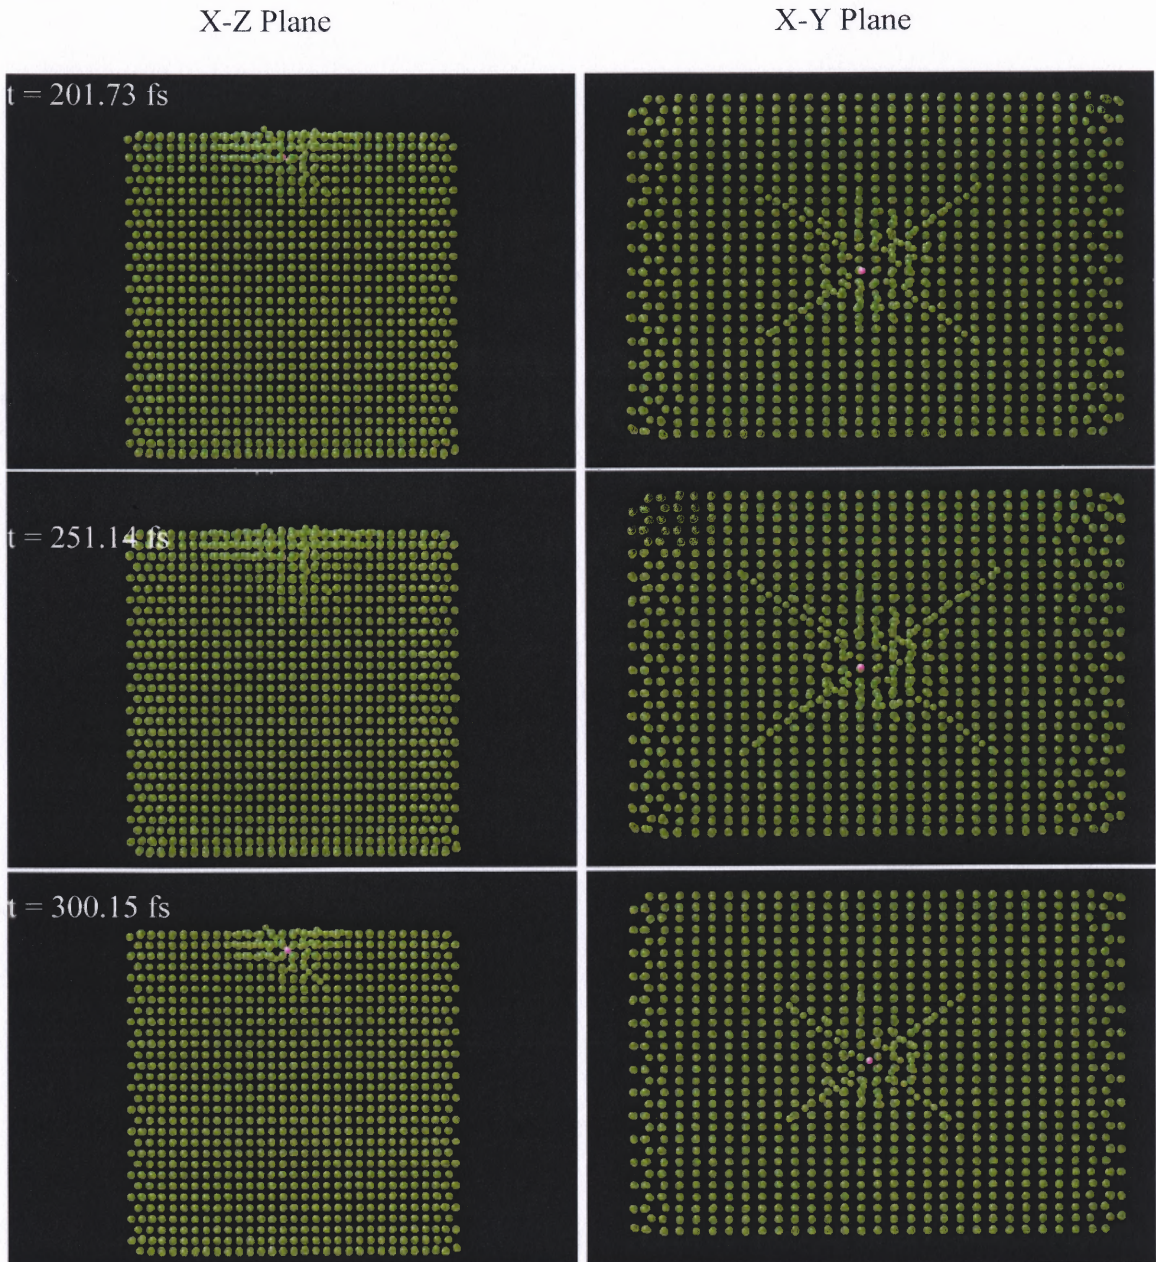 X-Z Plane
X-Y Plane
t = 201.73 fs
t = 251.14 fs
t = 300.15 fs